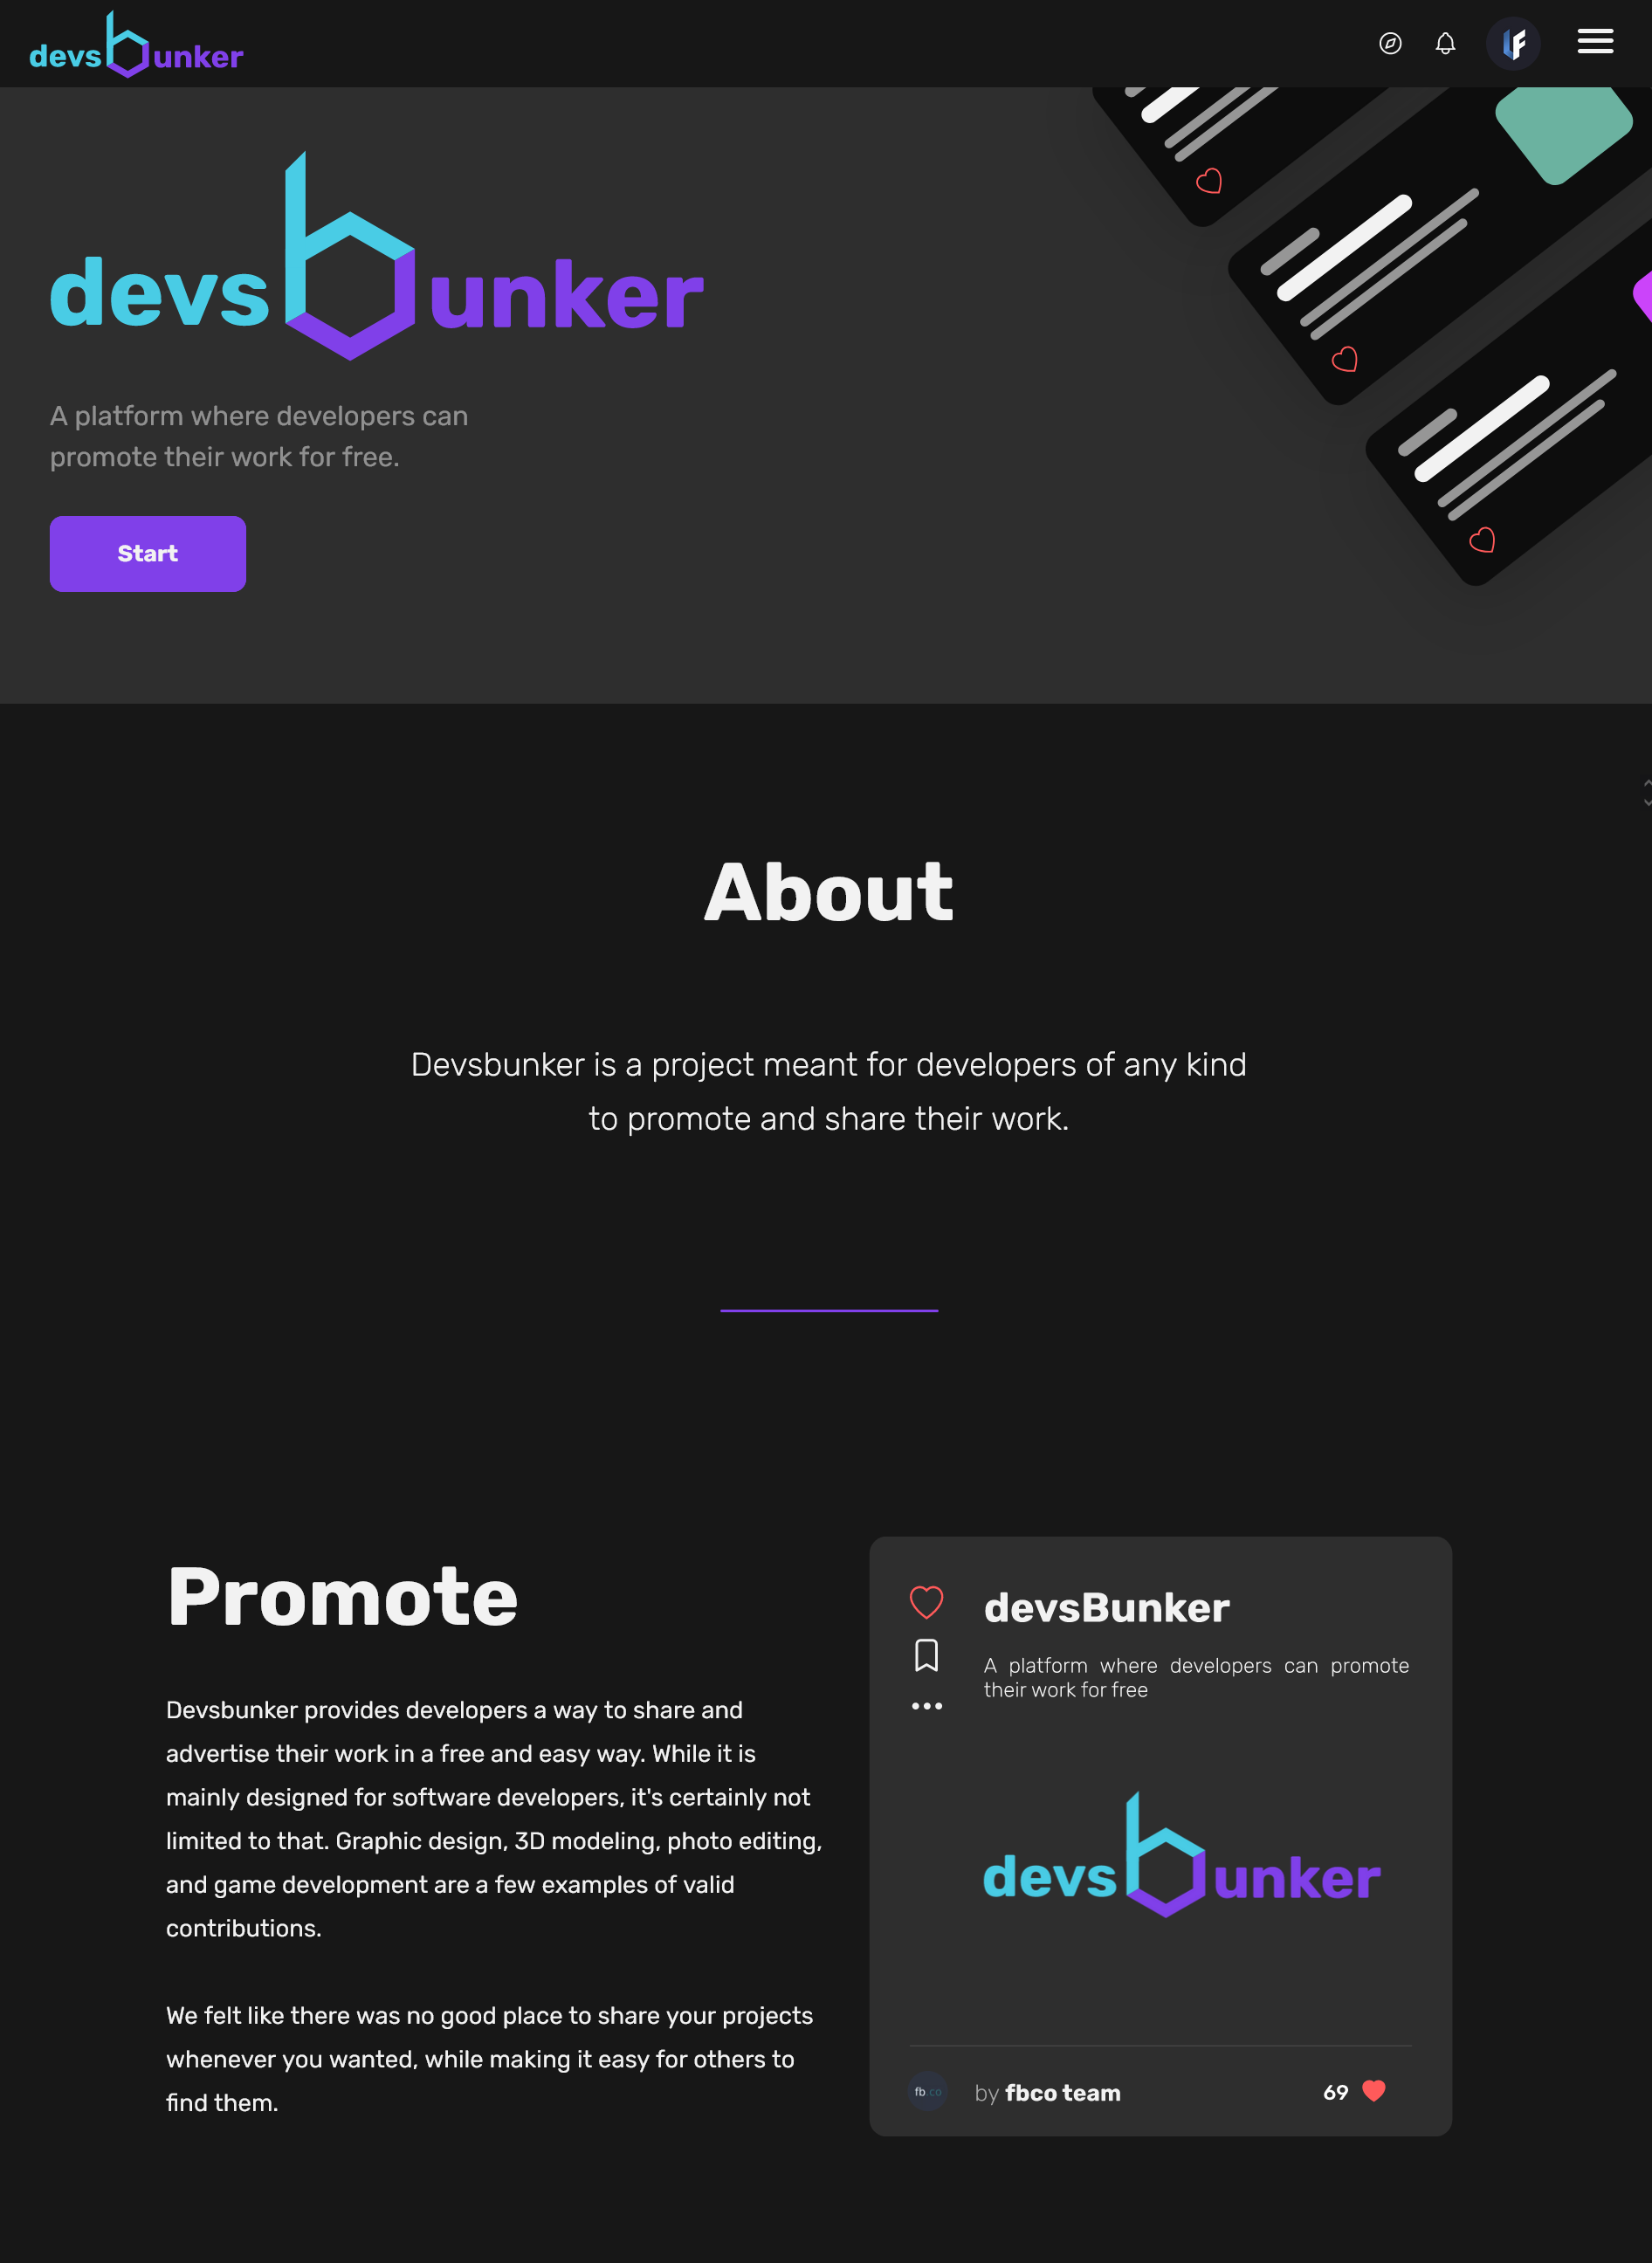 devsbunker
devsbunker
A platform where developers can
promote their work for free.
Start
About
Devsbunker is a project meant for developers of any kind
to promote and share their work.
Promote
Devsbunker provides developers a way to share and
advertise their work in a free and easy way. While it is
mainly designed for software developers, it's certainly not
limited to that. Graphic design, 3D modeling, photo editing,
and game development are a few examples of valid
contributions.
We felt like there was no good place to share your projects
whenever you wanted, while making it easy for others to
find them.
devsBunker
A platform where developers can promote
their work for free
devsbunker
fb.co
by fbco team
69